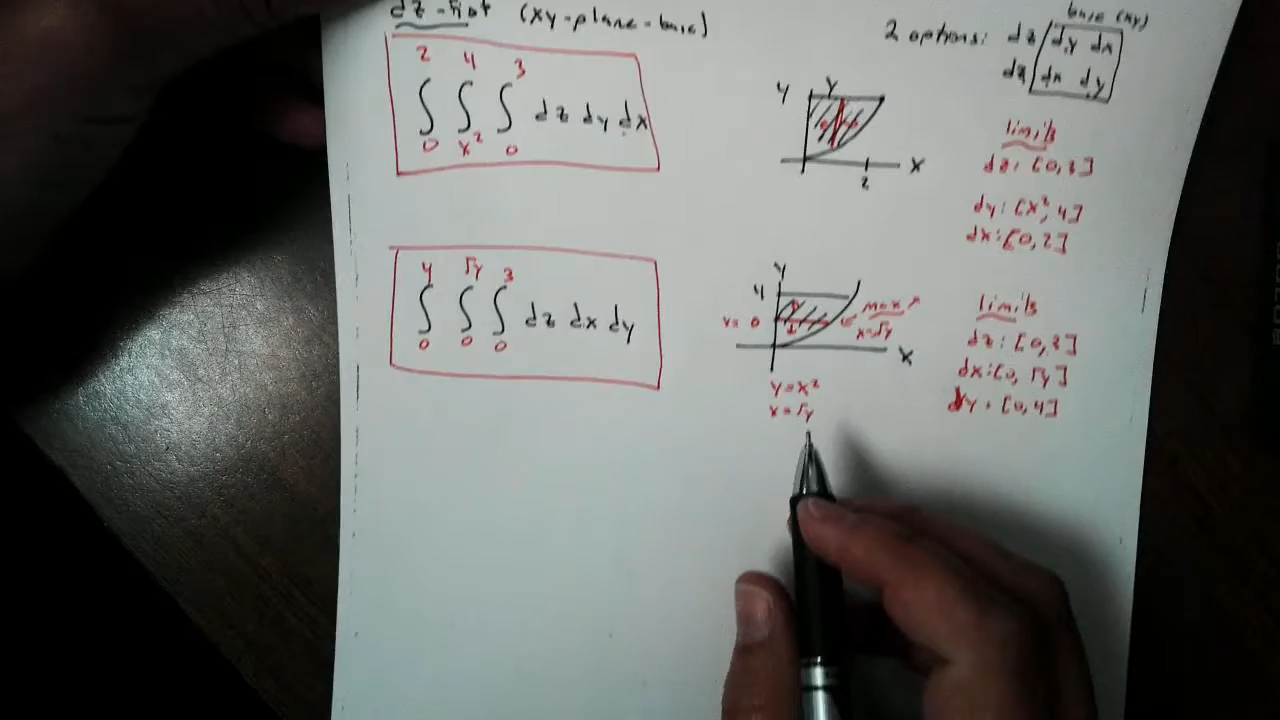 dz-first (xy-plane-base)
2 options: dz dy dx
base (xy)
dz dx dy
2 4 3
∫ ∫ ∫ dz dy dx
0 x² 0
4 y
x
2
limits
dz: [0,3]
dy: [x², 4]
dx: [0,2]
4 √y 3
∫ ∫ ∫ dz dx dy
0 0 0
y
4
x = 0
max x
x=√y
x
y = x²
x = √y
limits
dz: [0,3]
dx: [0, √y]
dy: [0,4]